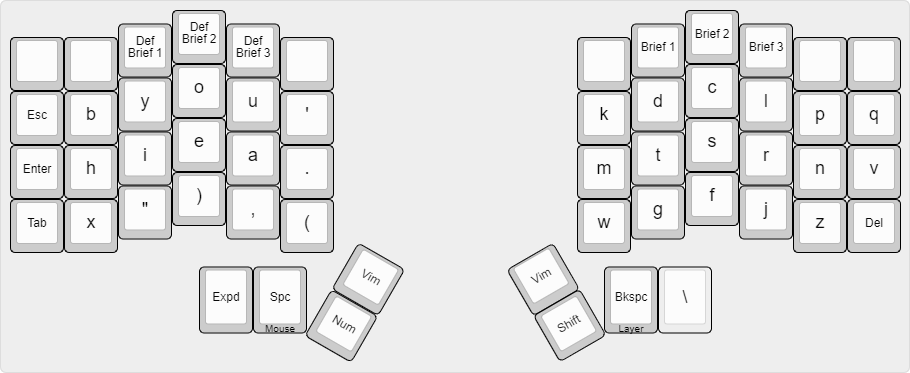 Def Brief 1
Def Brief 2
Def Brief 3
Brief 1
Brief 2
Brief 3
Esc b y o u '
k d c l p q
Enter h i e a .
m t s r n v
Tab x " ) , (
w g f j z Del
Expd Spc Vim
Mouse Num
Vim Bkspc \
Shift Layer